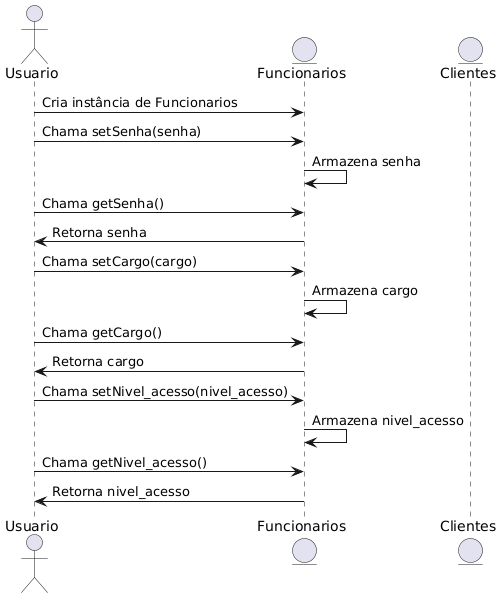 Usuario
Funcionarios
Clientes
Cria instância de Funcionarios
Chama setSenha(senha)
Armazena senha
Chama getSenha()
Retorna senha
Chama setCargo(cargo)
Armazena cargo
Chama getCargo()
Retorna cargo
Chama setNivel_acesso(nivel_acesso)
Armazena nivel_acesso
Chama getNivel_acesso()
Retorna nivel_acesso
Usuario
Funcionarios
Clientes